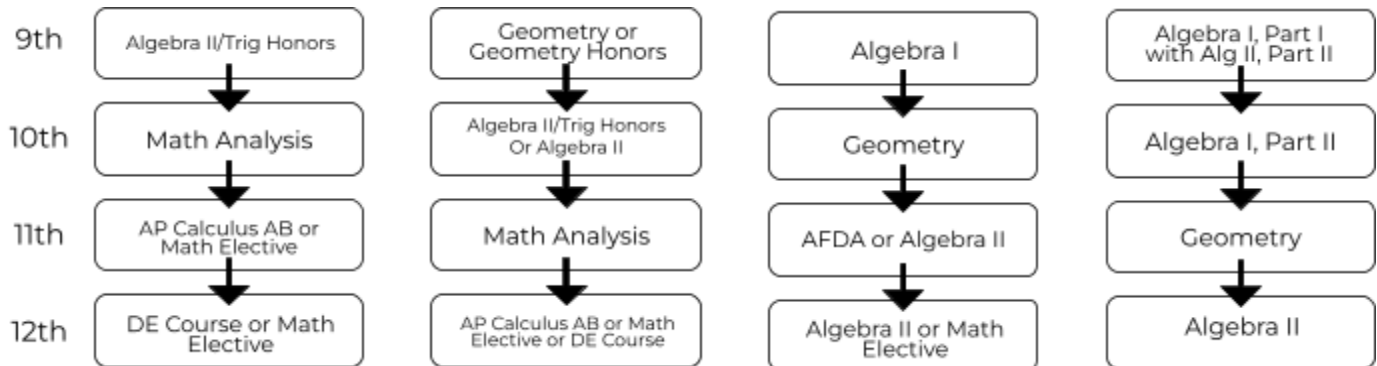 9th
Algebra II/Trig Honors
Geometry or
Geometry Honors
Algebra I
Algebra I, Part I
with Alg II, Part II
10th
Math Analysis
Algebra II/Trig Honors
Or Algebra II
Geometry
Algebra I, Part II
11th
AP Calculus AB or
Math Elective
Math Analysis
AFDA or Algebra II
Geometry
12th
DE Course or Math
Elective
AP Calculus AB or Math
Elective or DE Course
Algebra II or Math
Elective
Algebra II